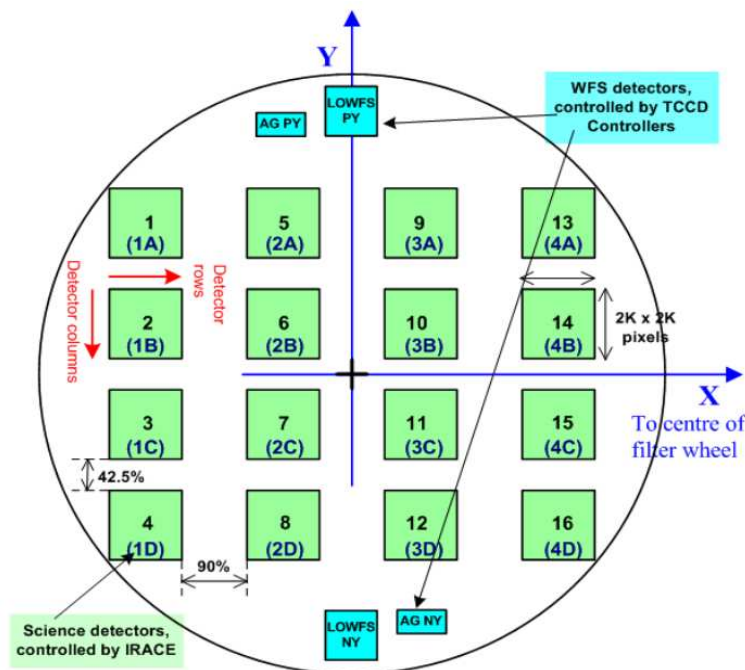 Y
LOWFS
PY
AG PY
WFS detectors,
controlled by TCCD
Controllers
1
(1A)
5
(2A)
9
(3A)
13
(4A)
Detector
rows
Detector columns
2
(1B)
6
(2B)
10
(3B)
14
(4B)
2K x 2K
pixels
X
To centre of
filter wheel
3
(1C)
7
(2C)
11
(3C)
15
(4C)
42.5%
4
(1D)
8
(2D)
12
(3D)
16
(4D)
90%
Science detectors,
controlled by IRACE
LOWFS
NY
AG NY